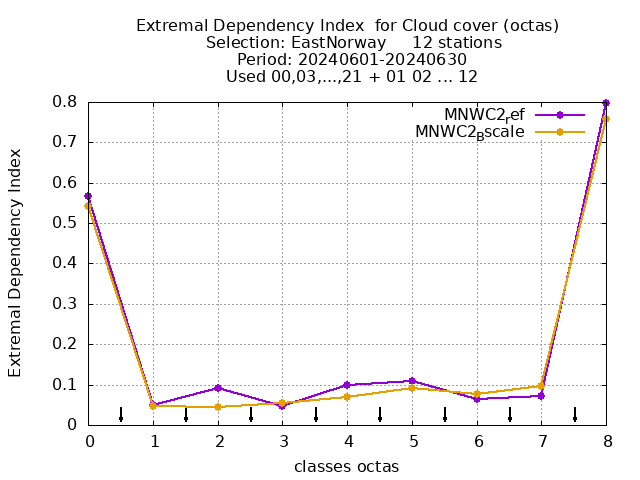 Extremal Dependency Index  for Cloud cover (octas)
Selection: EastNorway     12 stations
Period: 20240601-20240630
Used 00,03,...,21 + 01 02 ... 12
MNWC2ref
MNWC2Bscale
Extremal Dependency Index
0.8
0.7
0.6
0.5
0.4
0.3
0.2
0.1
0
0 1 2 3 4 5 6 7 8
classes octas